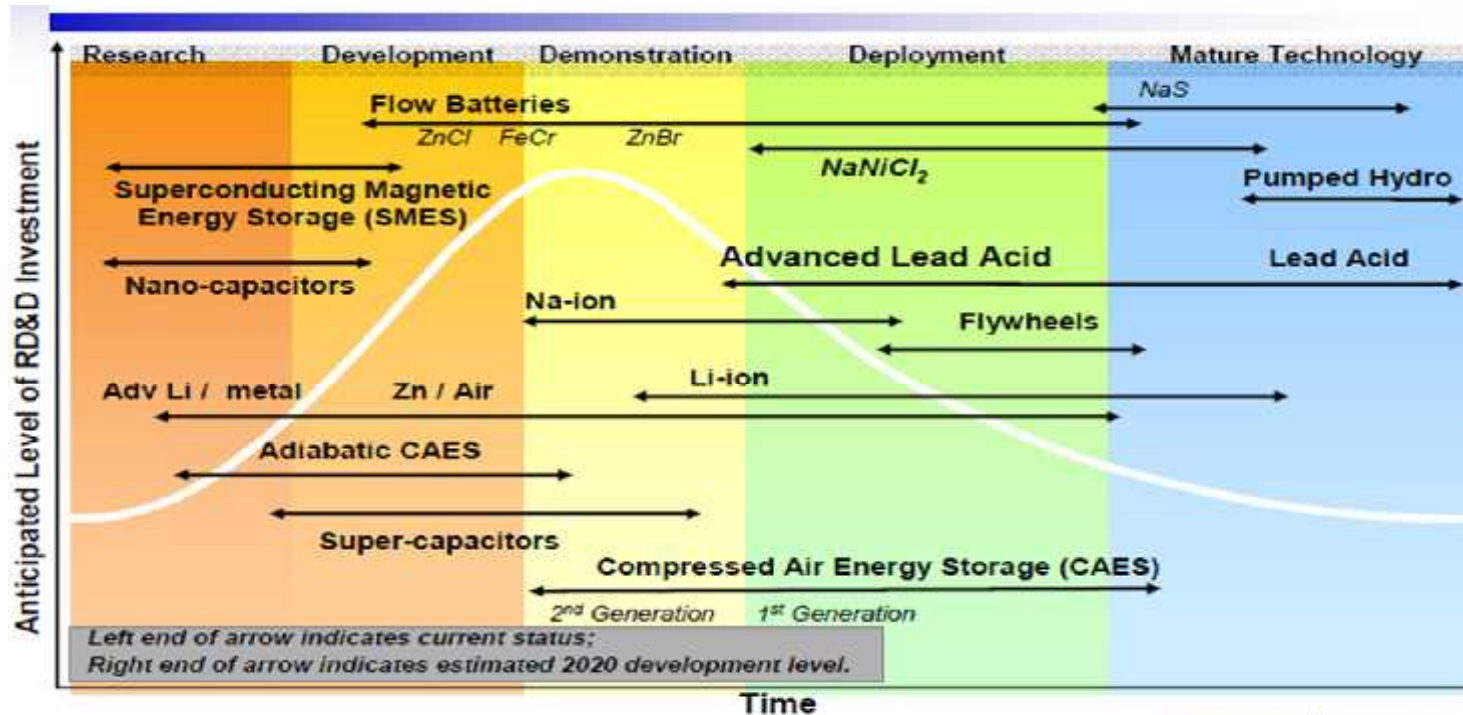 Research Development Demonstration Deployment Mature Technology
NaS
Flow Batteries
ZnCl FeCr ZnBr
NaNiCl₂
Pumped Hydro
Superconducting Magnetic
Energy Storage (SMES)
Advanced Lead Acid Lead Acid
Nano-capacitors
Na-ion
Flywheels
Li-ion
Adv Li / metal Zn / Air
Adiabatic CAES
Super-capacitors
Compressed Air Energy Storage (CAES)
2nd Generation 1st Generation
Left end of arrow indicates current status;
Right end of arrow indicates estimated 2020 development level.
Anticipated Level of RD&D Investment
Time